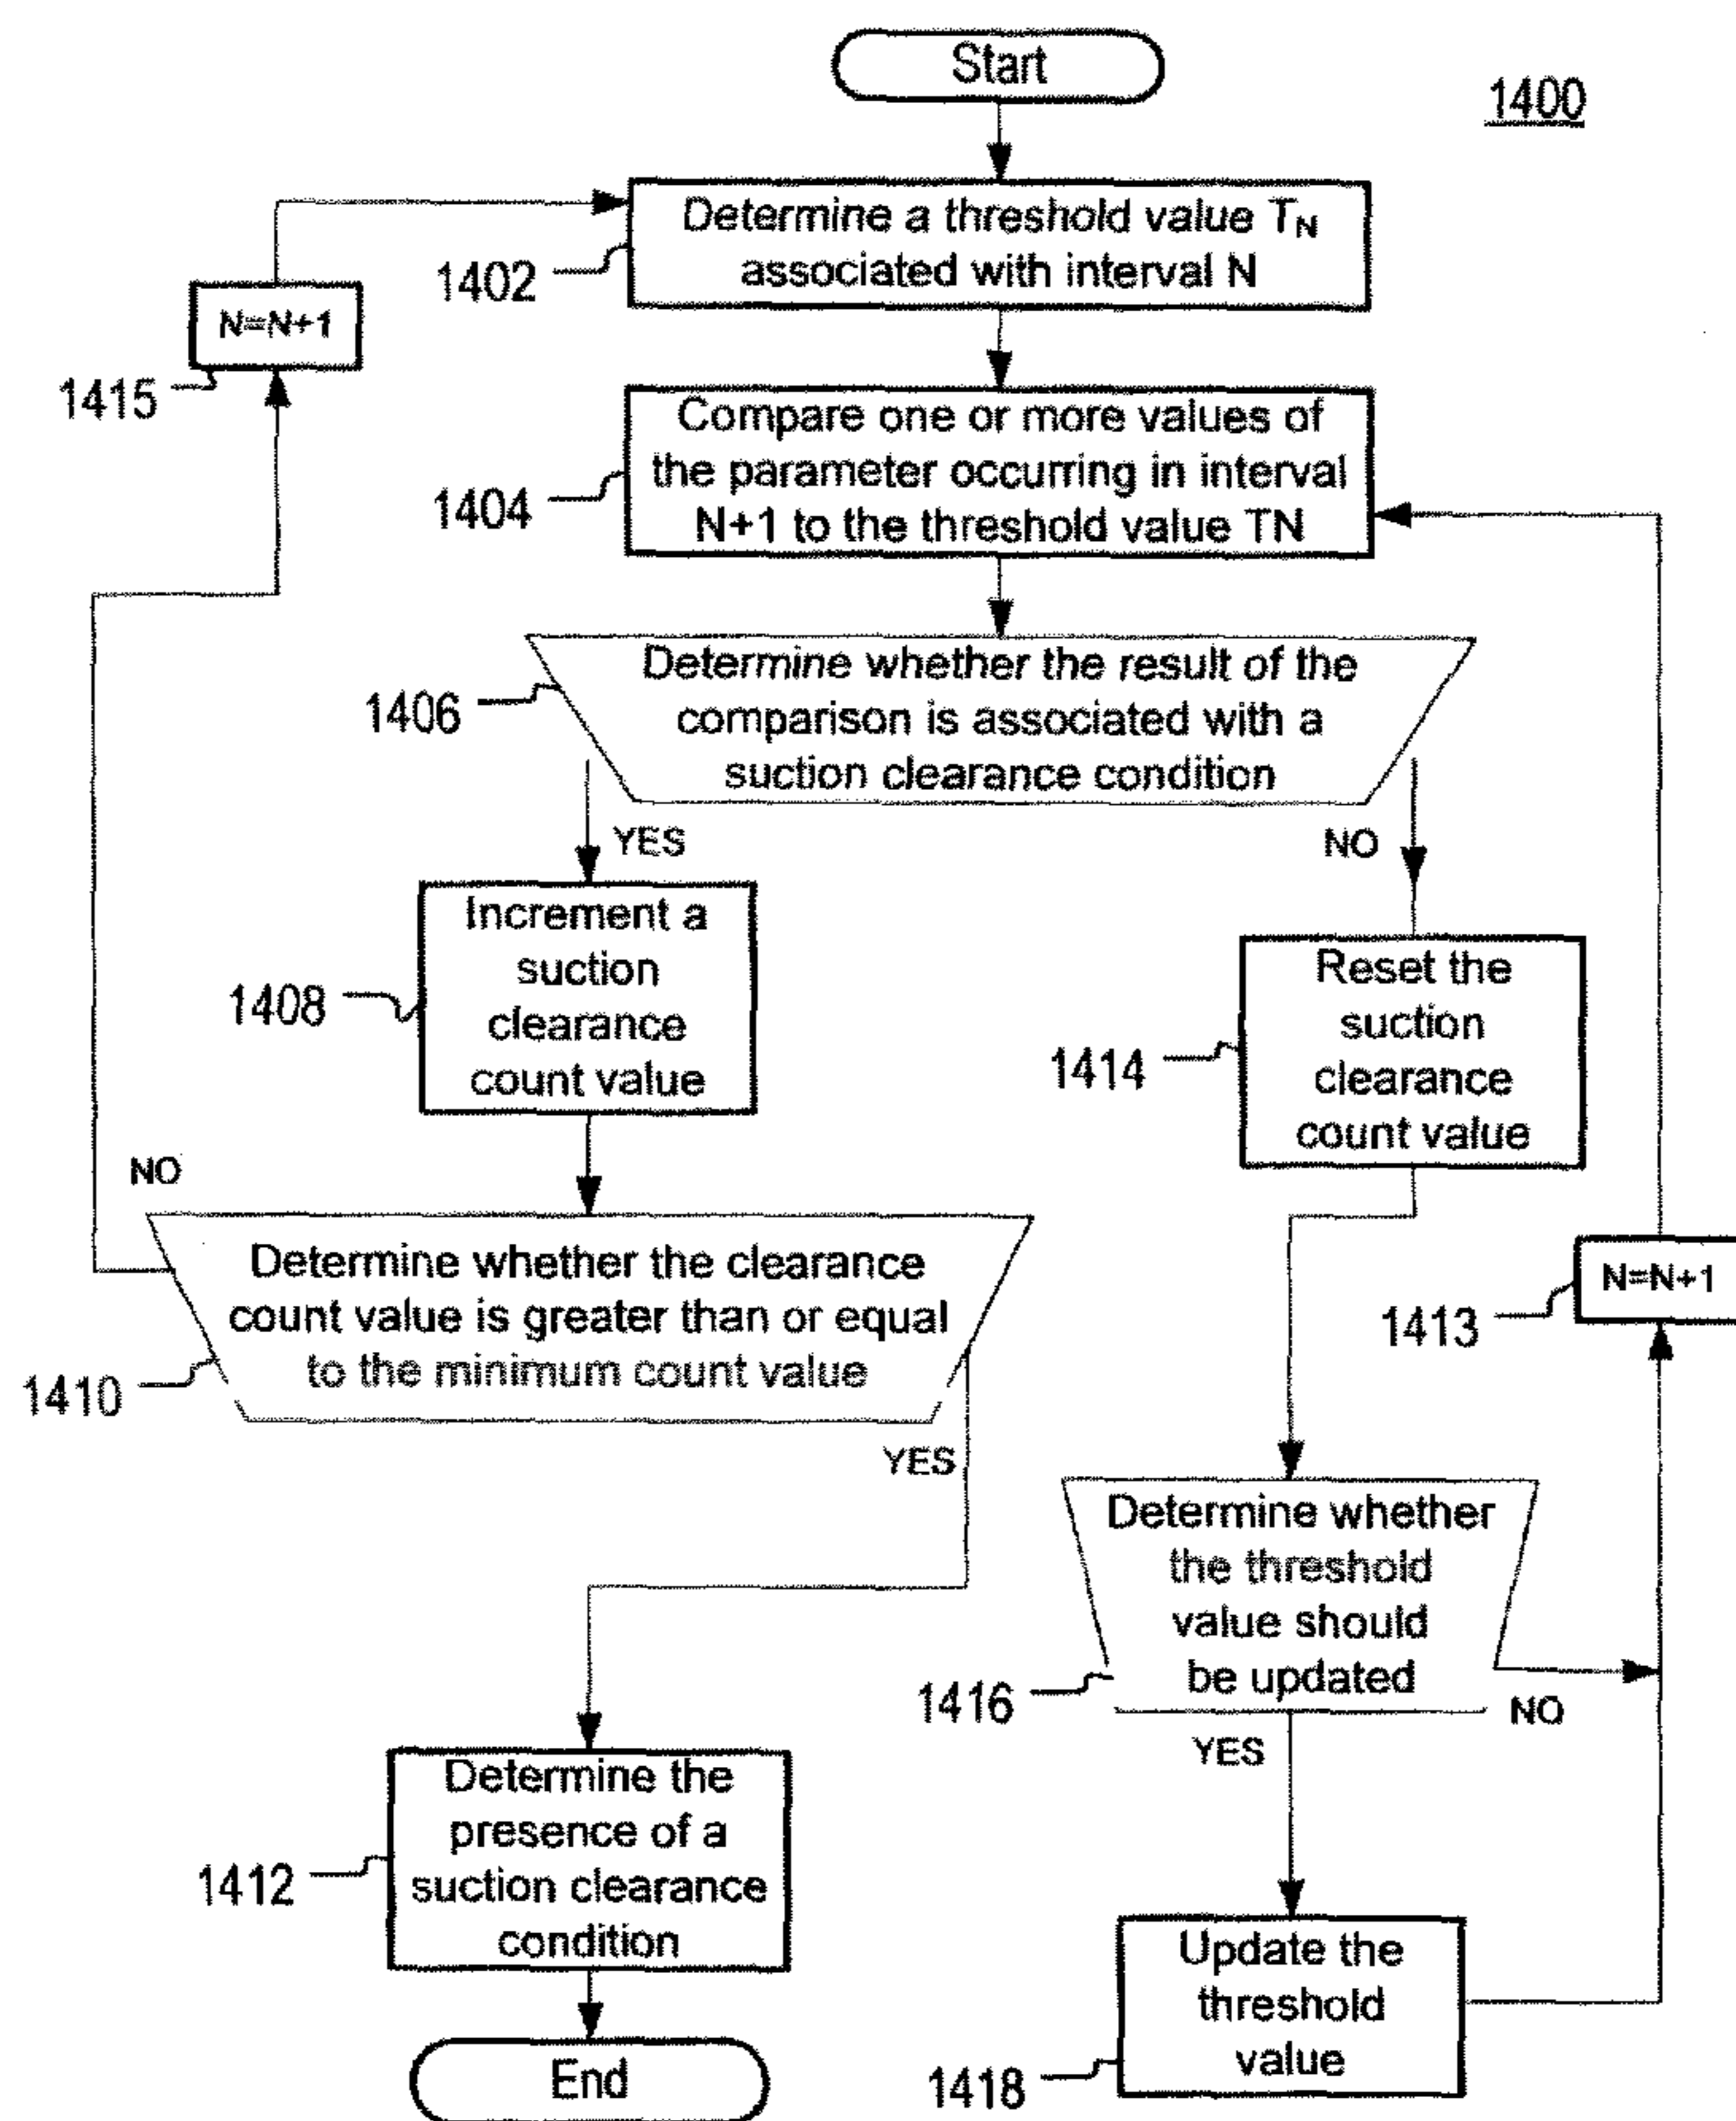 Start
1400
Determine a threshold value TN
associated with interval N
1402
N=N+1
1415
Compare one or more values of
the parameter occurring in interval
N+1 to the threshold value TN
1404
Determine whether the result of the
comparison is associated with a
suction clearance condition
1406
YES
NO
Increment a
suction
clearance
count value
1408
Reset the
suction
clearance
count value
1414
NO
Determine whether the clearance
count value is greater than or equal
to the minimum count value
1410
YES
N=N+1
1413
Determine whether
the threshold
value should
be updated
1416
NO
YES
Determine the
presence of a
suction clearance
condition
1412
Update the
threshold
value
1418
End